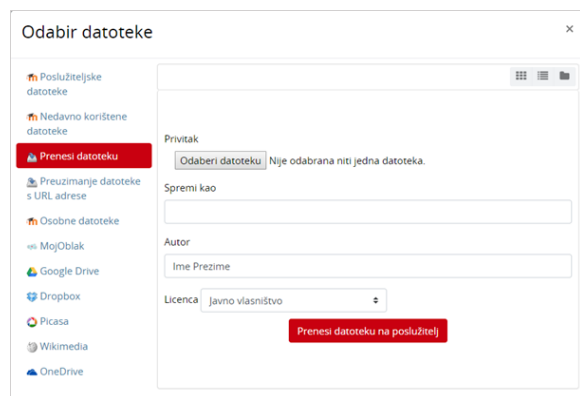 Odabir datoteke
×
Poslužiteljske
datoteke
Nedavno korištene
datoteke
Prenesi datoteku
Preuzimanje datoteke
s URL adrese
Osobne datoteke
MojOblak
Google Drive
Dropbox
Picasa
Wikimedia
OneDrive
Privitak
Odaberi datoteku Nije odabrana niti jedna datoteka.
Spremi kao
Autor
Ime Prezime
Licenca Javno vlasništvo
Prenesi datoteku na poslužitelj